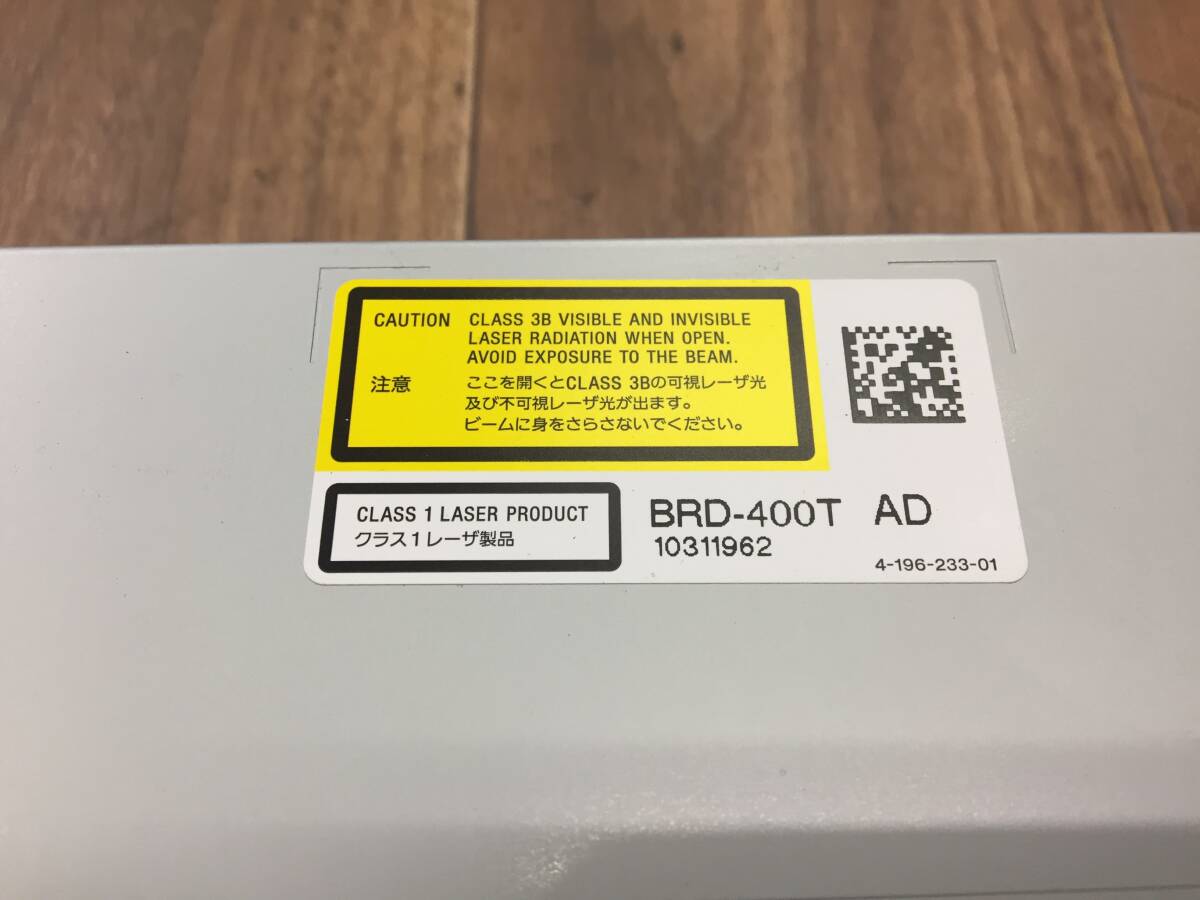 CAUTION CLASS 3B VISIBLE AND INVISIBLE
LASER RADIATION WHEN OPEN.
AVOID EXPOSURE TO THE BEAM.
注意 ここを開くとCLASS 3Bの可視レーザ光
及び不可視レーザ光が出ます。
ビームに身をさらさないでください。
CLASS 1 LASER PRODUCT
クラス1レーザ製品
BRD-400T AD
10311962
4-196-233-01